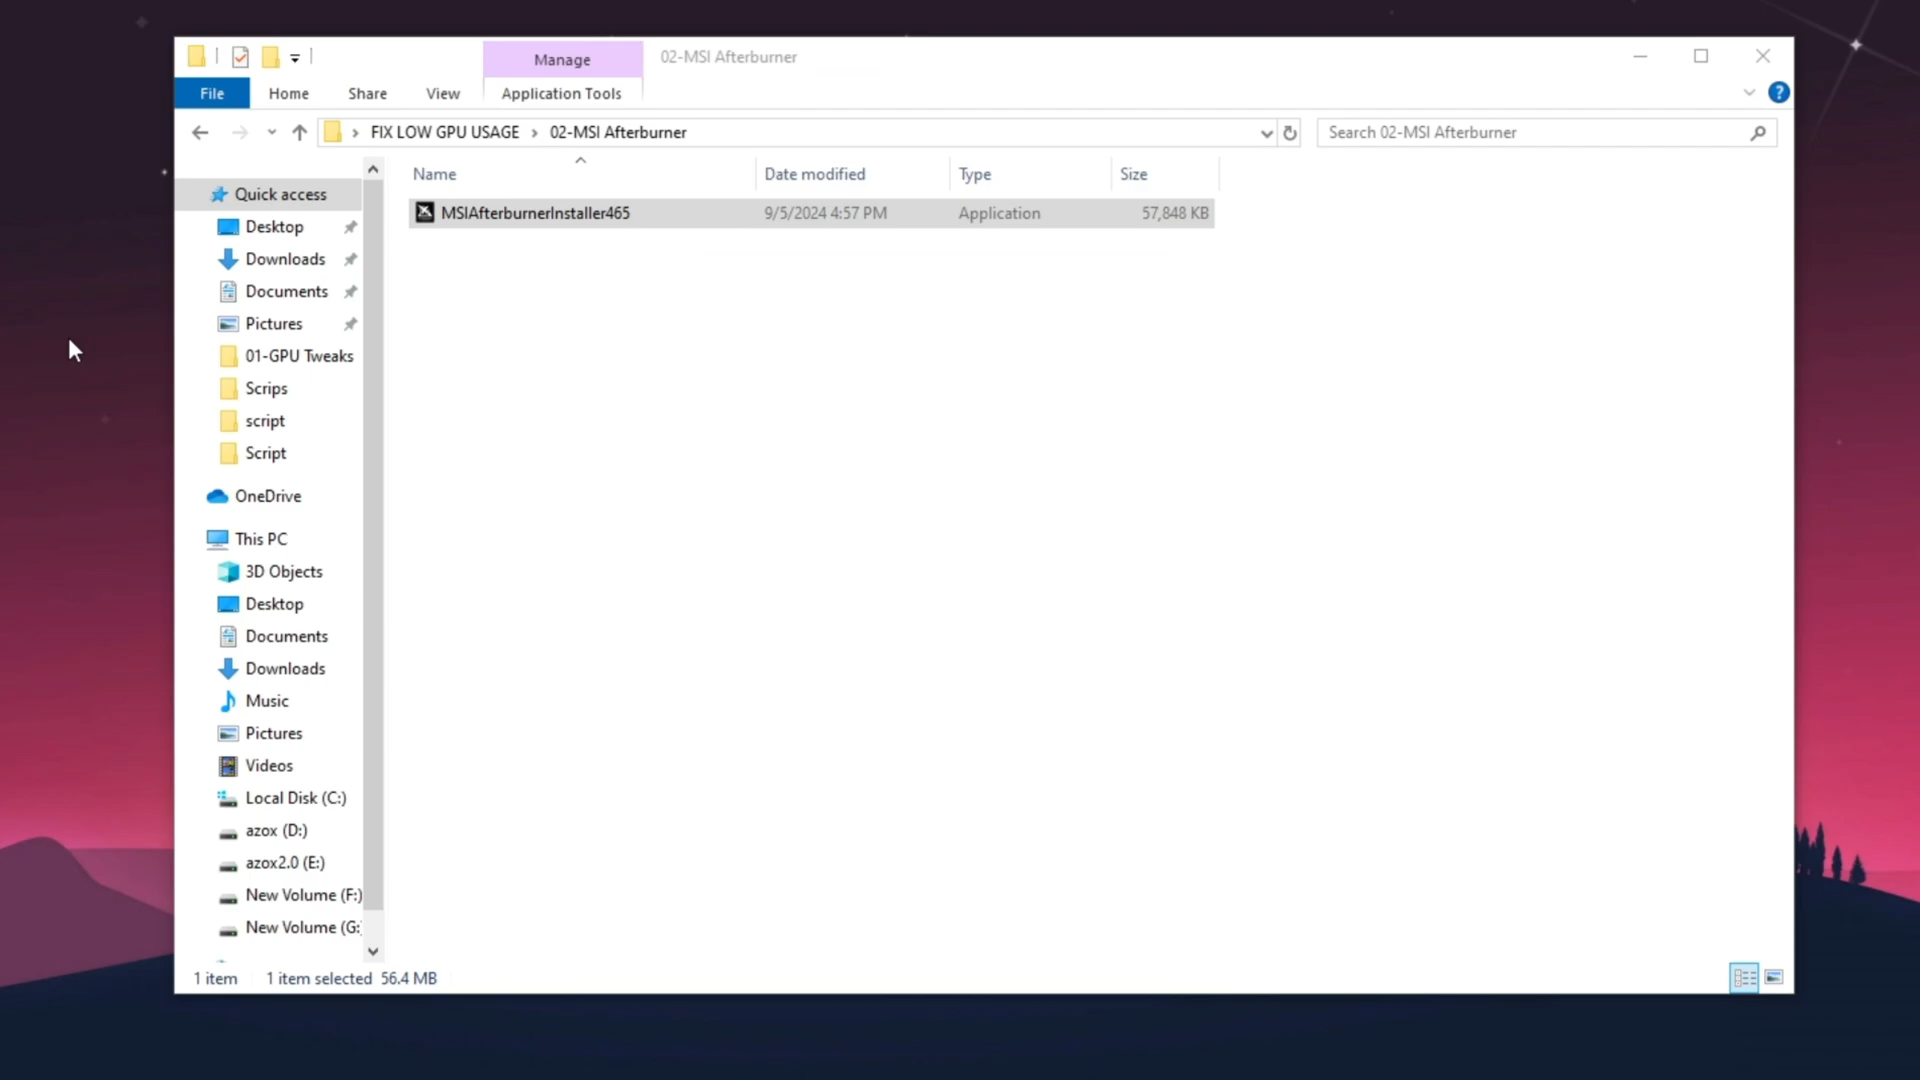 Manage
02-MSI Afterburner
File
Home
Share
View
Application Tools
FIX LOW GPU USAGE
02-MSI Afterburner
Search 02-MSI Afterburner
Name
Date modified
Type
Size
MSIAfterburnerInstaller465
9/5/2024 4:57 PM
Application
57,848 KB
Quick access
Desktop
Downloads
Documents
Pictures
01-GPU Tweaks
Scrips
script
Script
OneDrive
This PC
3D Objects
Desktop
Documents
Downloads
Music
Pictures
Videos
Local Disk (C:)
azox (D:)
azox2.0 (E:)
New Volume (F:)
New Volume (G:
1 item
1 item selected 56.4 MB